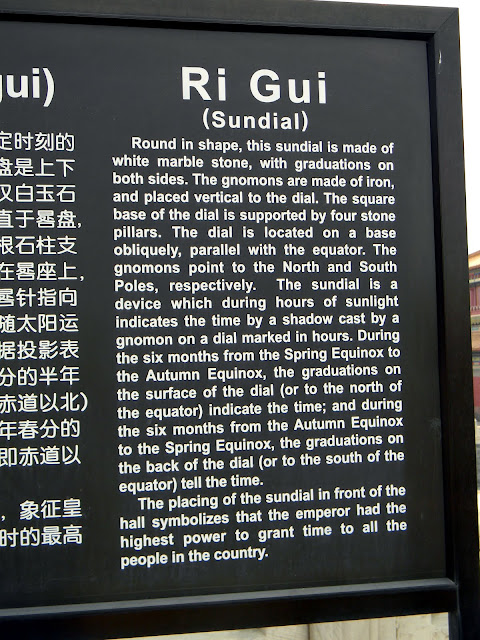 gui)
定时刻的
盘是上下
汉白玉石
直于晷盘,
根石柱支
在晷座上,
晷针指向
随太阳运
据投影表
分的半年
赤道以北)
年春分的
即赤道以
, 象征皇
时的最高
Ri Gui
(Sundial)
Round in shape, this sundial is made of
white marble stone, with graduations on
both sides. The gnomons are made of iron,
and placed vertical to the dial. The square
base of the dial is supported by four stone
pillars. The dial is located on a base
obliquely, parallel with the equator. The
gnomons point to the North and South
Poles, respectively. The sundial is a
device which during hours of sunlight
indicates the time by a shadow cast by a
gnomon on a dial marked in hours. During
the six months from the Spring Equinox to
the Autumn Equinox, the graduations on
the surface of the dial (or to the north of
the equator) indicate the time; and during
the six months from the Autumn Equinox
to the Spring Equinox, the graduations on
the back of the dial (or to the south of the
equator) tell the time.
The placing of the sundial in front of the
hall symbolizes that the emperor had the
highest power to grant time to all the
people in the country.